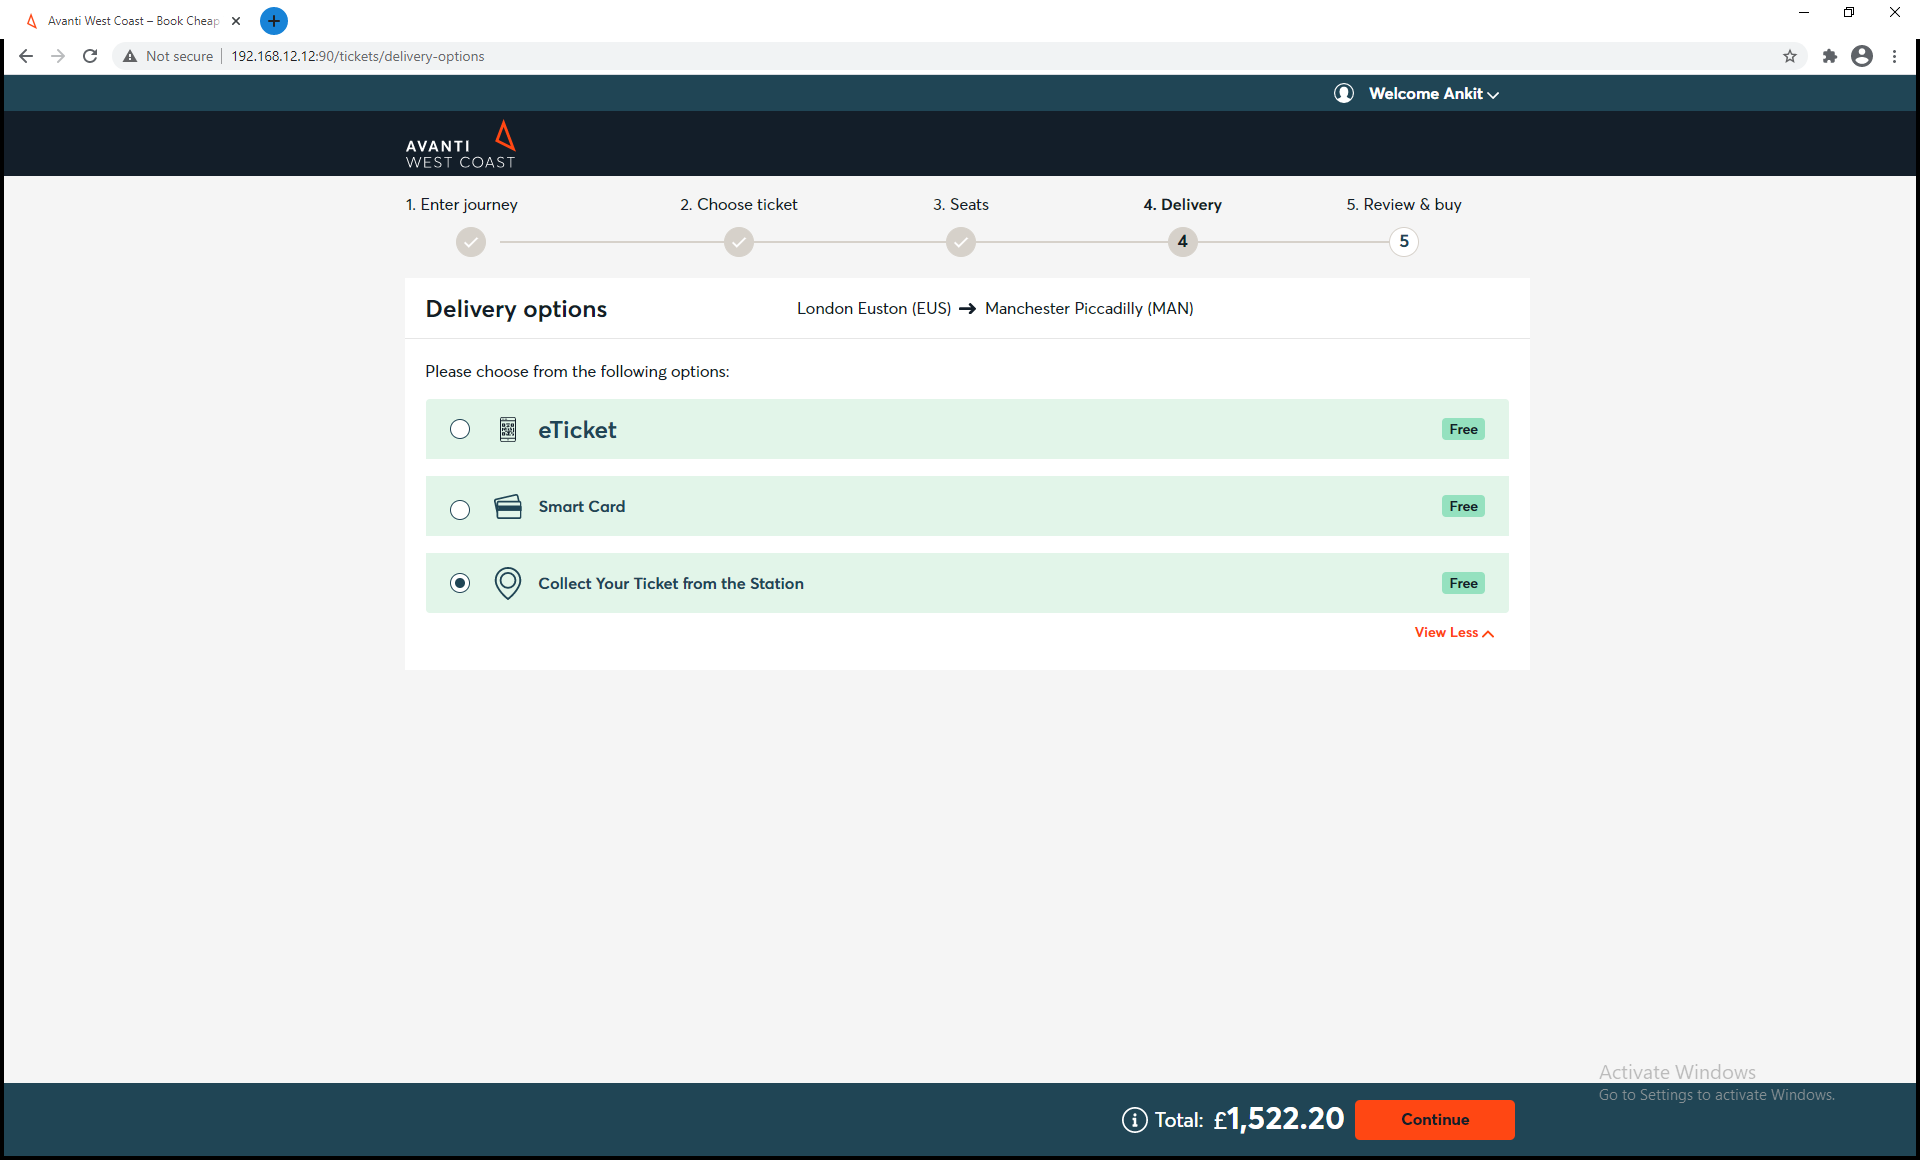 Avanti West Coast – Book Cheap
Not secure
192.168.12.12:90/tickets/delivery-options
Welcome Ankit
AVANTI
WEST COAST
1. Enter journey
2. Choose ticket
3. Seats
4. Delivery
5. Review & buy
4
5
Delivery options
London Euston (EUS) → Manchester Piccadilly (MAN)
Please choose from the following options:
eTicket
Free
Smart Card
Free
Collect Your Ticket from the Station
Free
View Less
Activate Windows
Go to Settings to activate Windows.
Total: £1,522.20
Continue